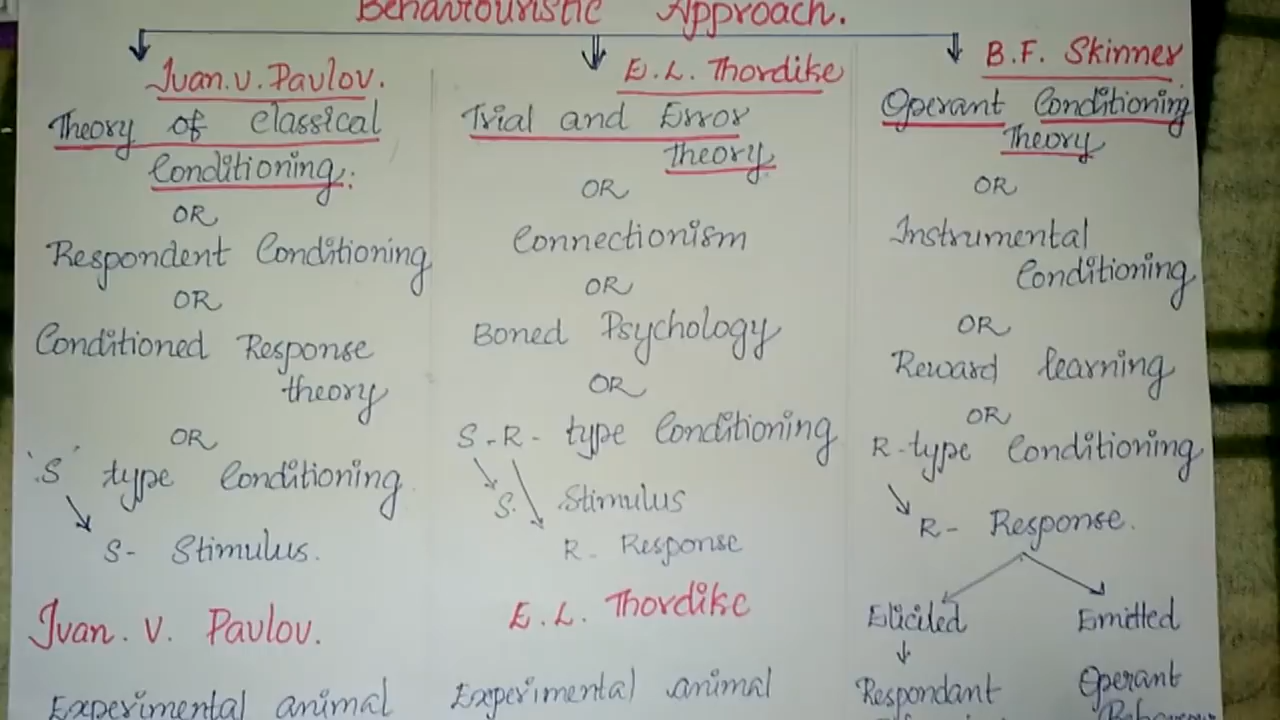 Behaviouristic Approach.
Ivan.V. Pavlov.
Theory of Classical
Conditioning.
OR
Respondent Conditioning
OR
Conditioned Response
theory
OR
'S' type Conditioning
S- Stimulus.
Ivan. V. Pavlov.
Experimental animal
E.L. Thordike
Trial and Error
Theory
OR
Connectionism
OR
Boned Psychology
OR
S-R- type Conditioning
S. Stimulus
R- Response
E.L. Thordike
Experimental animal
B.F. Skinner
Operant Conditioning
Theory
OR
Instrumental
Conditioning
OR
Reward learning
OR
R-type Conditioning
R- Response.
Elicited Emitted
Respondant Operant